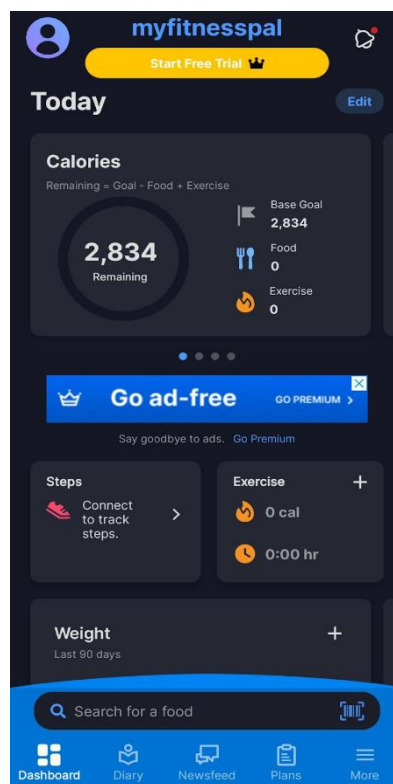 myfitnesspal
Start Free Trial
Today
Edit
Calories
Remaining = Goal - Food + Exercise
2,834
Remaining
Base Goal
2,834
Food
0
Exercise
0
Go ad-free
GO PREMIUM >
Say goodbye to ads. Go Premium
Steps
Connect
to track
steps.
Exercise
+
0 cal
0:00 hr
Weight
+
Last 90 days
Search for a food
Dashboard
Diary
Newsfeed
Plans
More